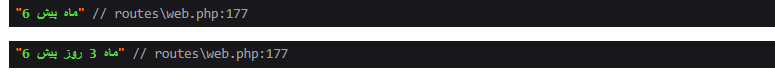 "6 ماه پیش" // routes\web.php:177
"6 ماه 3 روز پیش" // routes\web.php:177